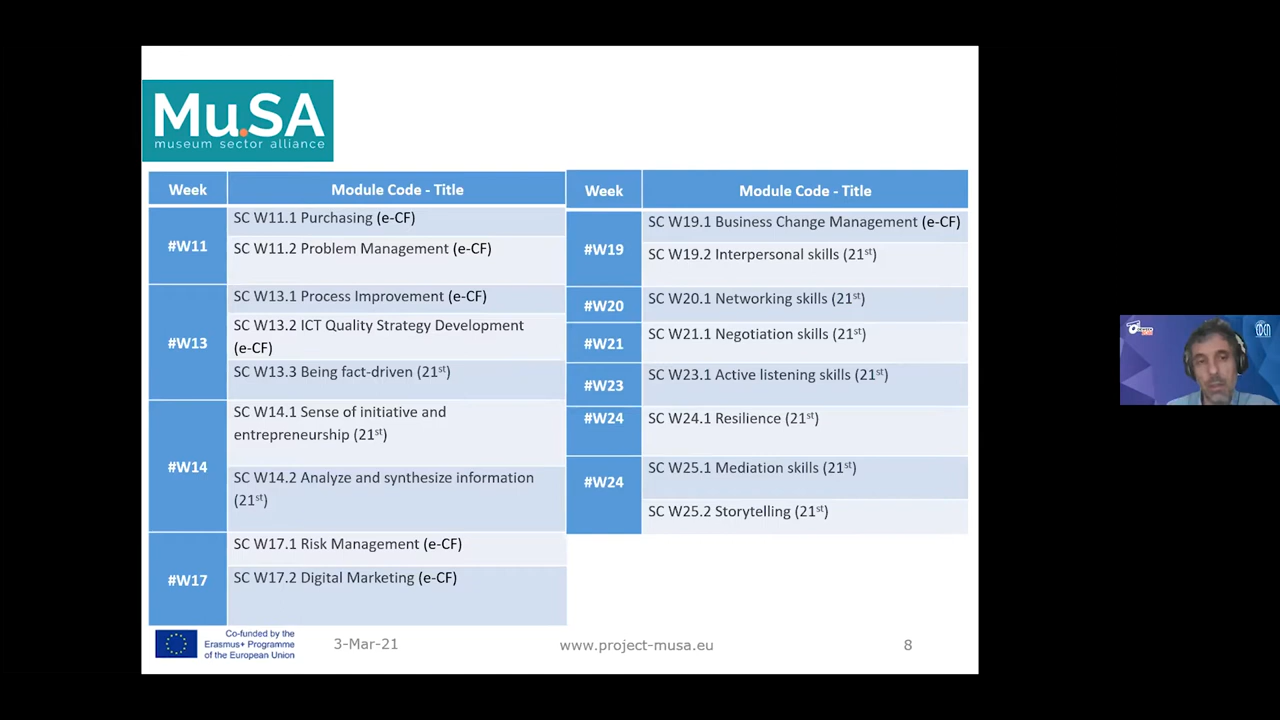 Mu.SA
museum sector alliance
Week Module Code - Title
#W11
SC W11.1 Purchasing (e-CF)
SC W11.2 Problem Management (e-CF)
#W13
SC W13.1 Process Improvement (e-CF)
SC W13.2 ICT Quality Strategy Development
(e-CF)
SC W13.3 Being fact-driven (21st)
#W14
SC W14.1 Sense of initiative and
entrepreneurship (21st)
SC W14.2 Analyze and synthesize information
(21st)
#W17
SC W17.1 Risk Management (e-CF)
SC W17.2 Digital Marketing (e-CF)
Week Module Code - Title
#W19
SC W19.1 Business Change Management (e-CF)
SC W19.2 Interpersonal skills (21st)
#W20
SC W20.1 Networking skills (21st)
#W21
SC W21.1 Negotiation skills (21st)
#W23
SC W23.1 Active listening skills (21st)
#W24
SC W24.1 Resilience (21st)
#W24
SC W25.1 Mediation skills (21st)
SC W25.2 Storytelling (21st)
Co-funded by the
Erasmus+ Programme
of the European Union
3-Mar-21
www.project-musa.eu
8